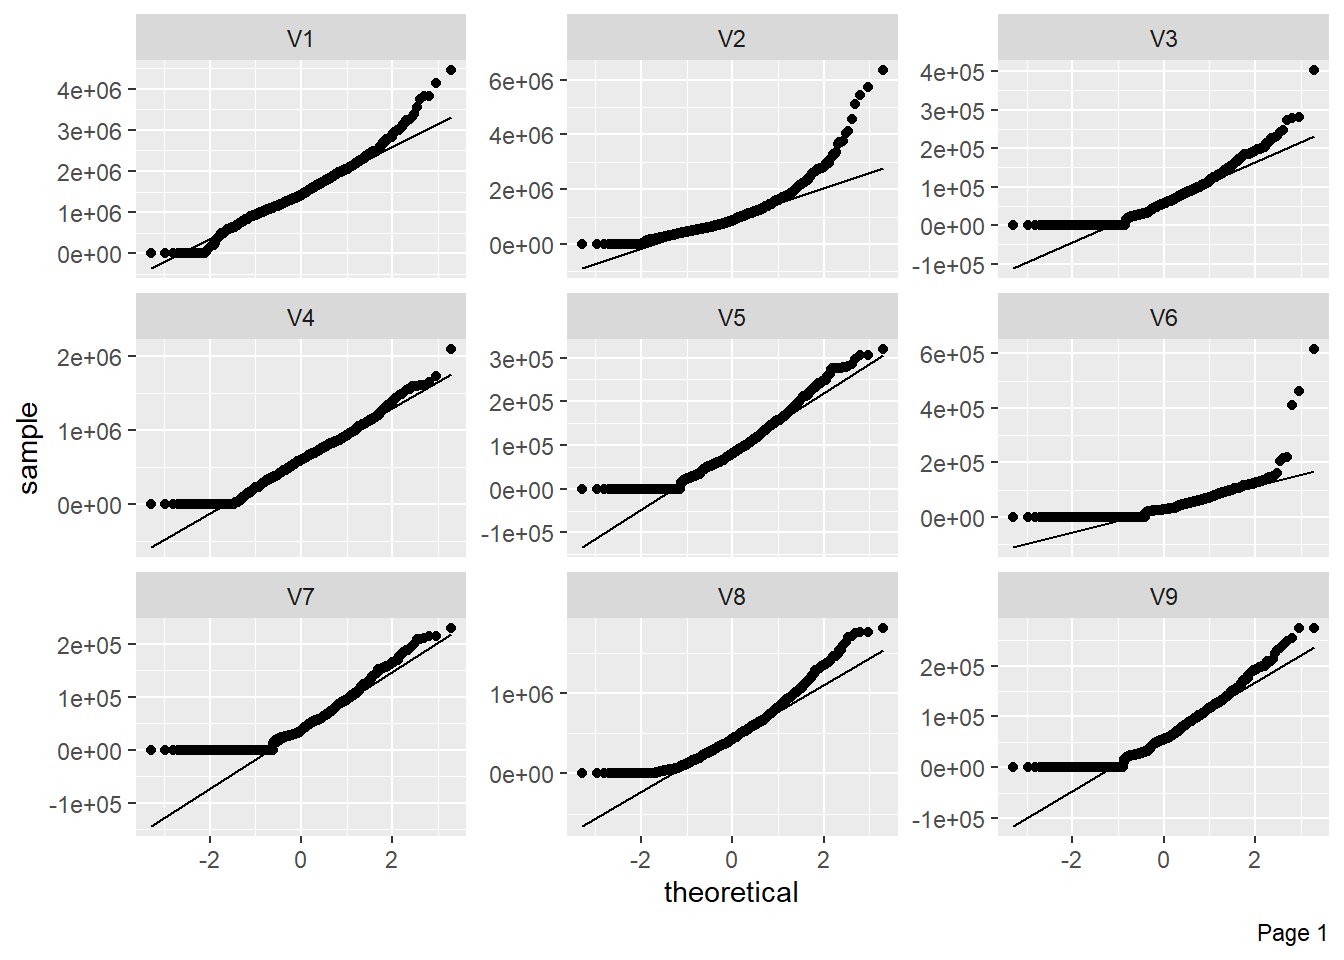 V1 V2 V3
4e+06 6e+06 4e+05
3e+06 4e+06 3e+05
2e+06 2e+06 2e+05
1e+06 0e+00 1e+05
0e+00 0e+00
-1e+05
V4 V5 V6
2e+06 3e+05 6e+05
1e+06 2e+05 4e+05
0e+00 1e+05 2e+05
0e+00 0e+00
-1e+05
sample
V7 V8 V9
2e+05 1e+06 2e+05
1e+05 0e+00 1e+05
0e+00 0e+00
-1e+05 -1e+05
-2 0 2 -2 0 2 -2 0 2
theoretical
Page 1